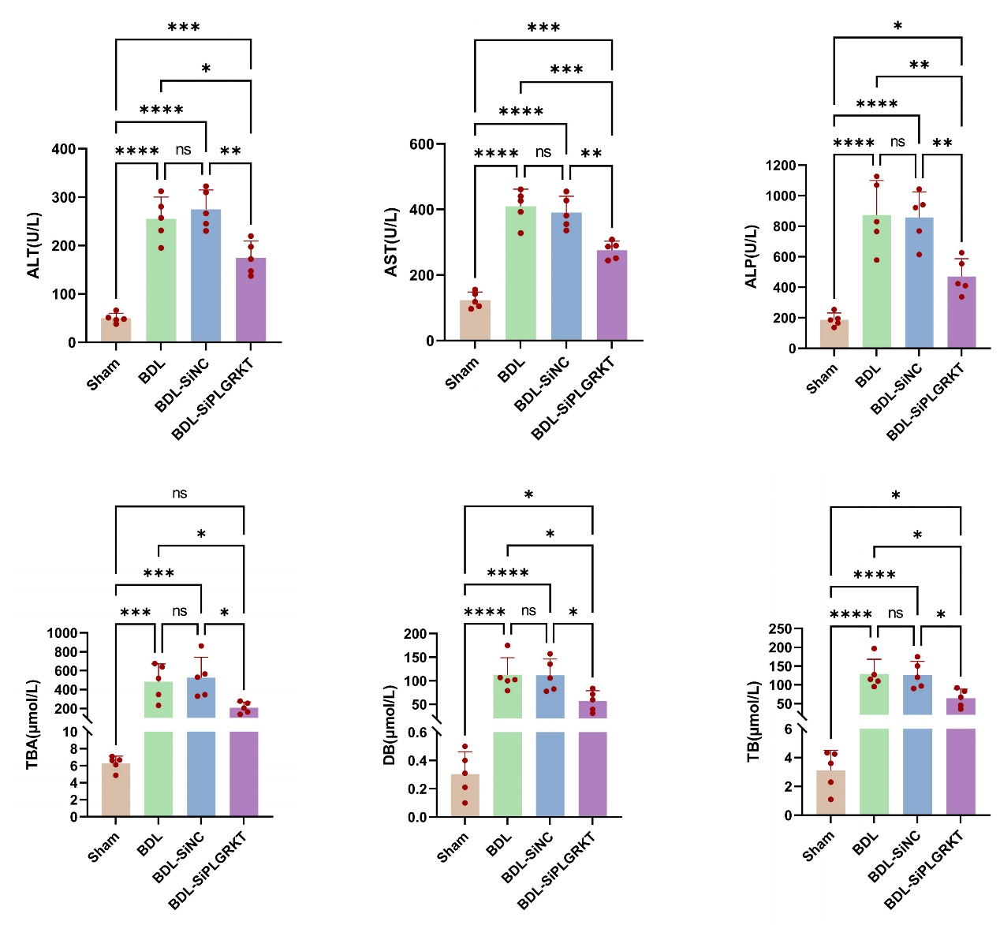 ***
*
****
**** ns **
400
300
200
100
0
ALT(U/L)
Sham
BDL
BDL-SiNC
BDL-SiPLGRKT
***
***
****
**** ns **
600
400
200
0
AST(U/L)
Sham
BDL
BDL-SiNC
BDL-SiPLGRKT
*
**
****
**** ns **
1200
1000
800
600
400
200
0
ALP(U/L)
Sham
BDL
BDL-SiNC
BDL-SiPLGRKT
ns
*
***
*** ns *
1000
800
600
400
200
10
8
6
4
2
0
TBA(μmol/L)
Sham
BDL
BDL-SiNC
BDL-SiPLGRKT
*
*
****
**** ns *
200
150
100
50
0.6
0.4
0.2
0.0
DB(μmol/L)
Sham
BDL
BDL-SiNC
BDL-SiPLGRKT
*
*
****
**** ns *
250
200
150
100
50
6
4
2
0
TB(μmol/L)
Sham
BDL
BDL-SiNC
BDL-SiPLGRKT